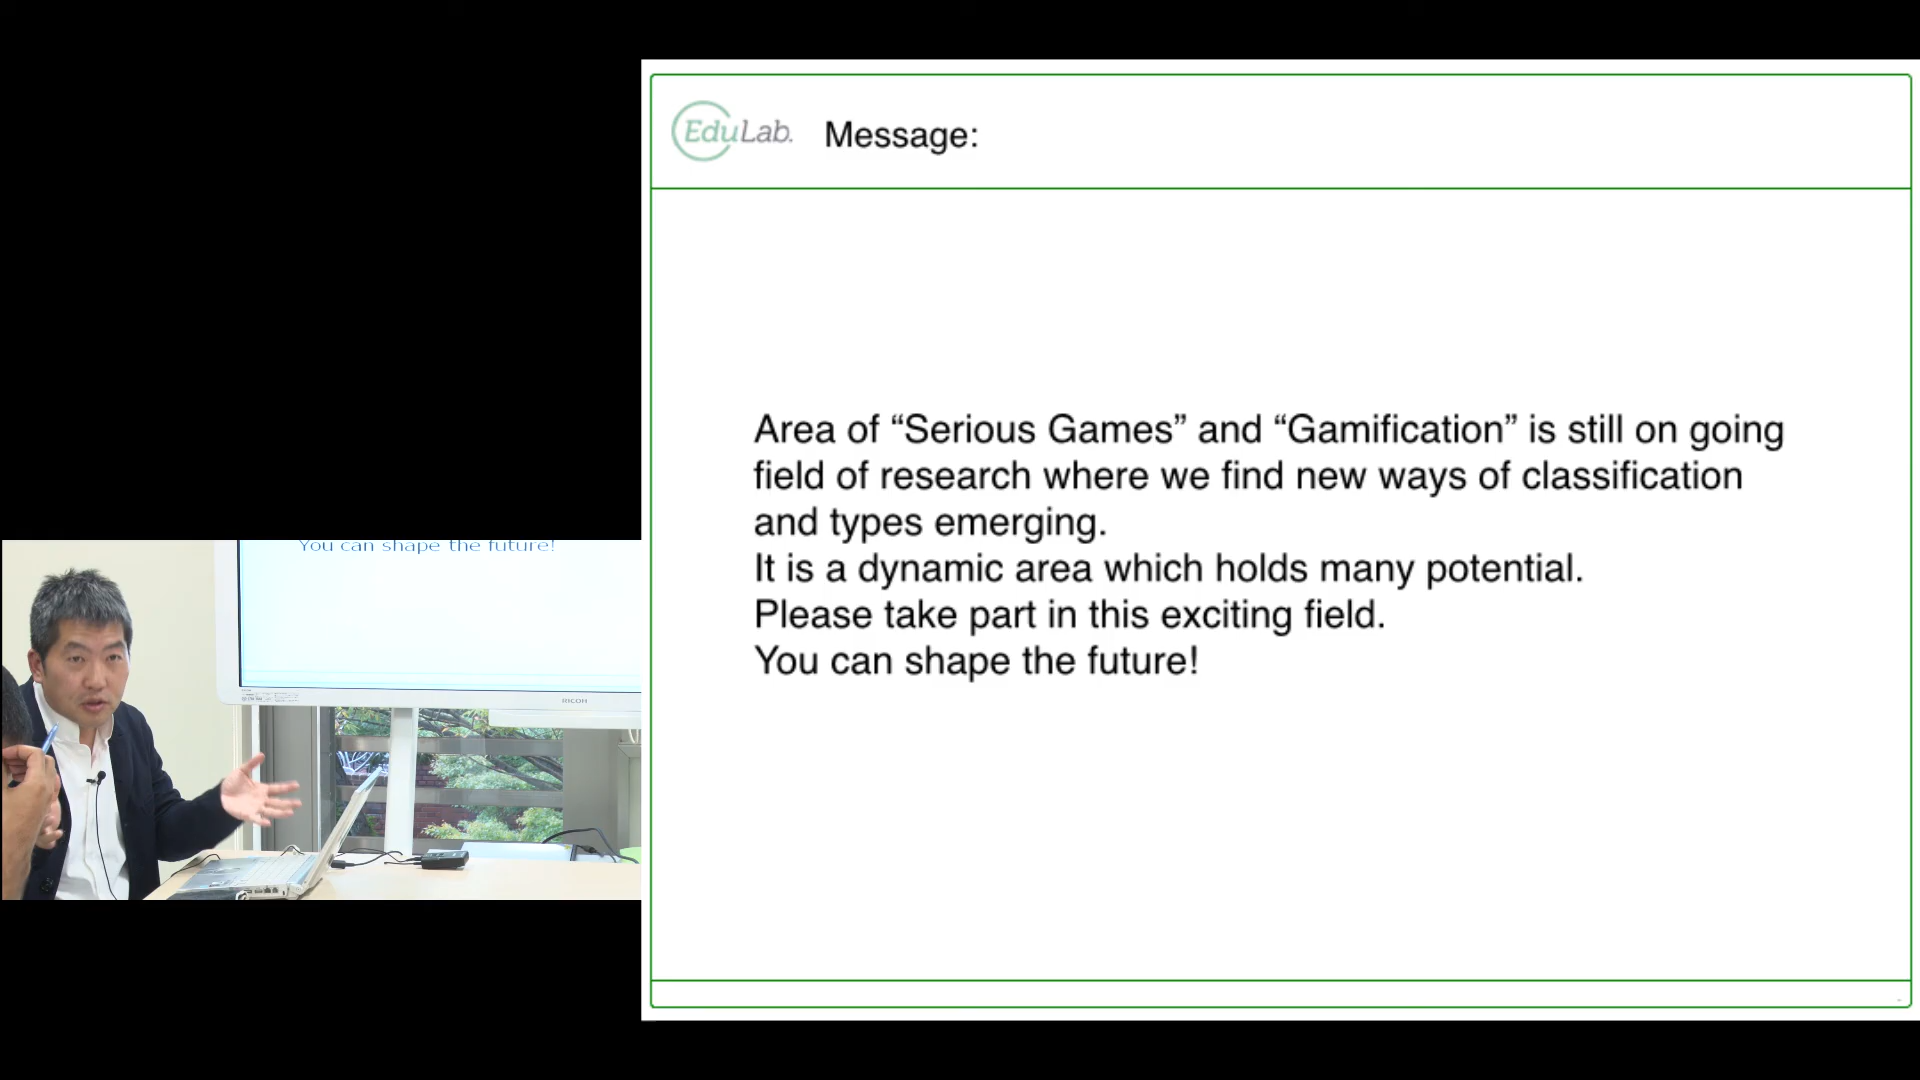 EduLab.
Message:
Area of “Serious Games” and “Gamification” is still on going
field of research where we find new ways of classification
and types emerging.
It is a dynamic area which holds many potential.
Please take part in this exciting field.
You can shape the future!
You can shape the future!
RICOH